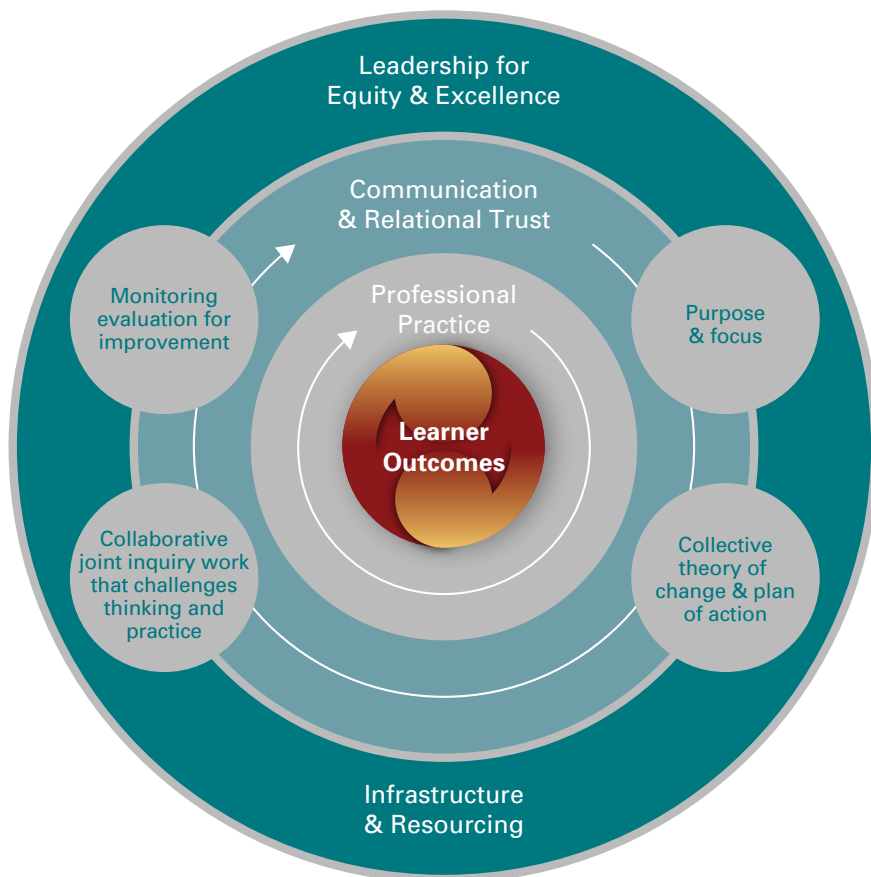 Leadership for
Equity & Excellence
Communication
& Relational Trust
Professional
Practice
Monitoring
evaluation for
improvement
Purpose
& focus
Learner
Outcomes
Collaborative
joint inquiry work
that challenges
thinking and
practice
Collective
theory of
change & plan
of action
Infrastructure
& Resourcing